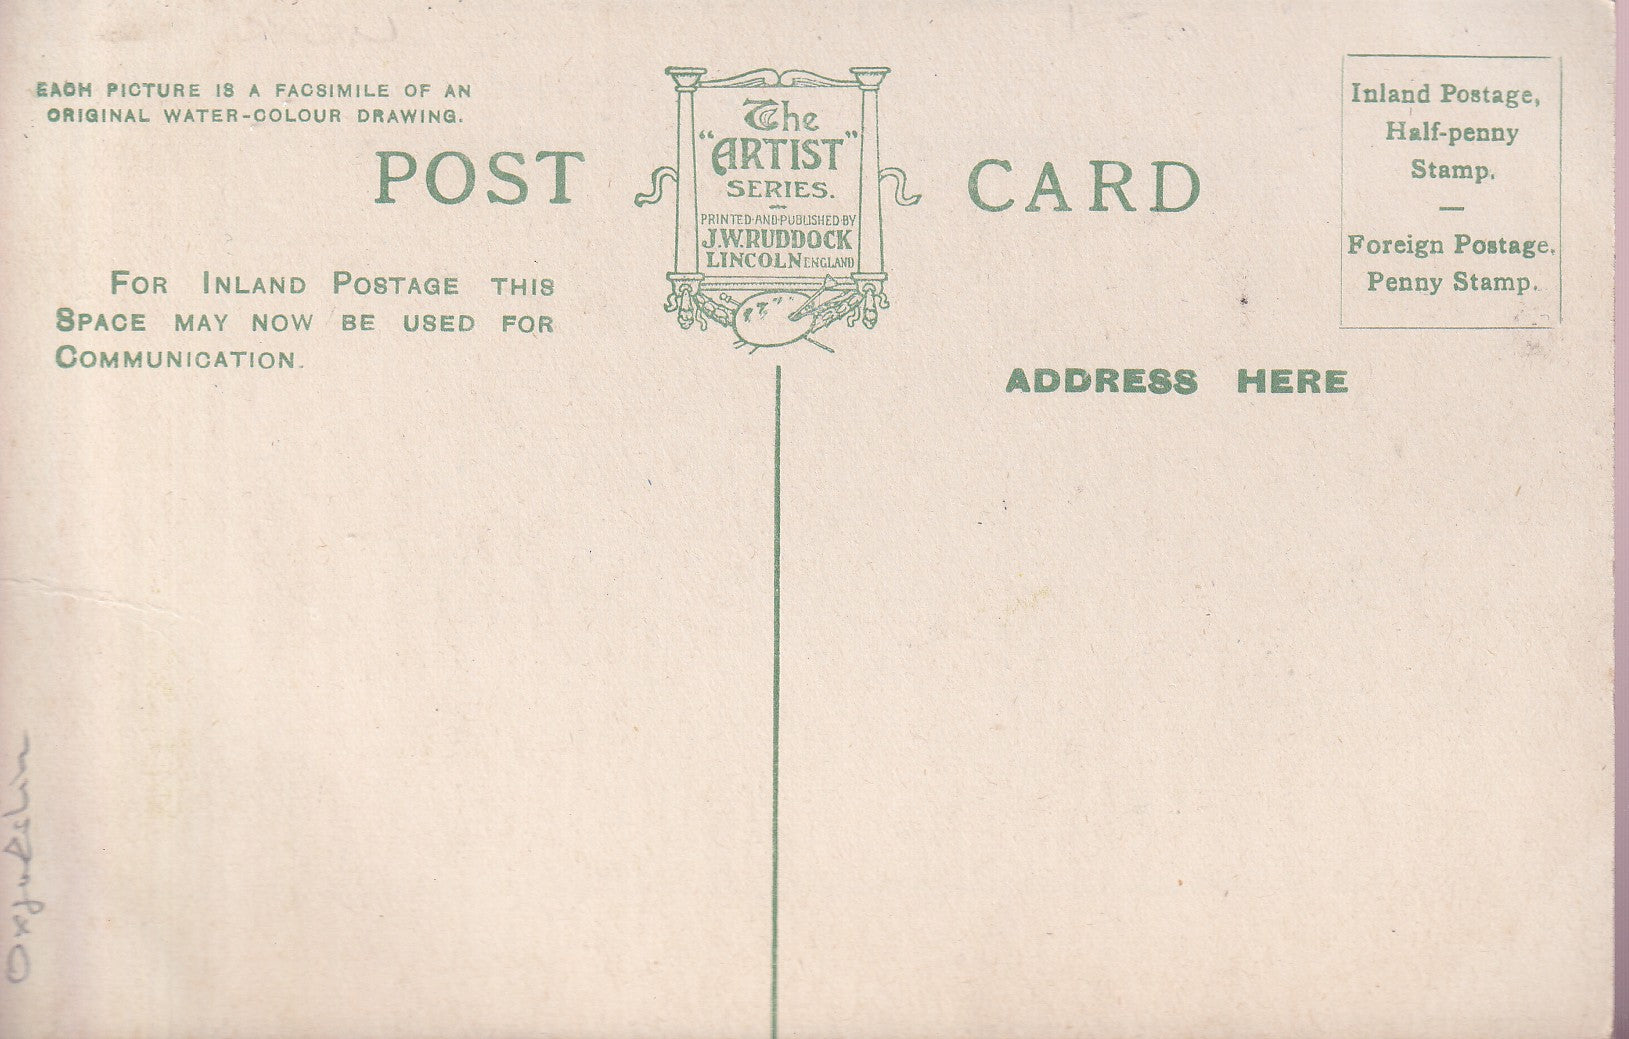 EACH PICTURE IS A FACSIMILE OF AN
ORIGINAL WATER-COLOUR DRAWING.
POST CARD
The
"ARTIST"
SERIES.
PRINTED AND PUBLISHED BY
J.W.RUDDOCK
LINCOLN ENGLAND
FOR INLAND POSTAGE THIS
SPACE MAY NOW BE USED FOR
COMMUNICATION.
Inland Postage,
Half-penny
Stamp.
—
Foreign Postage.
Penny Stamp.
ADDRESS HERE